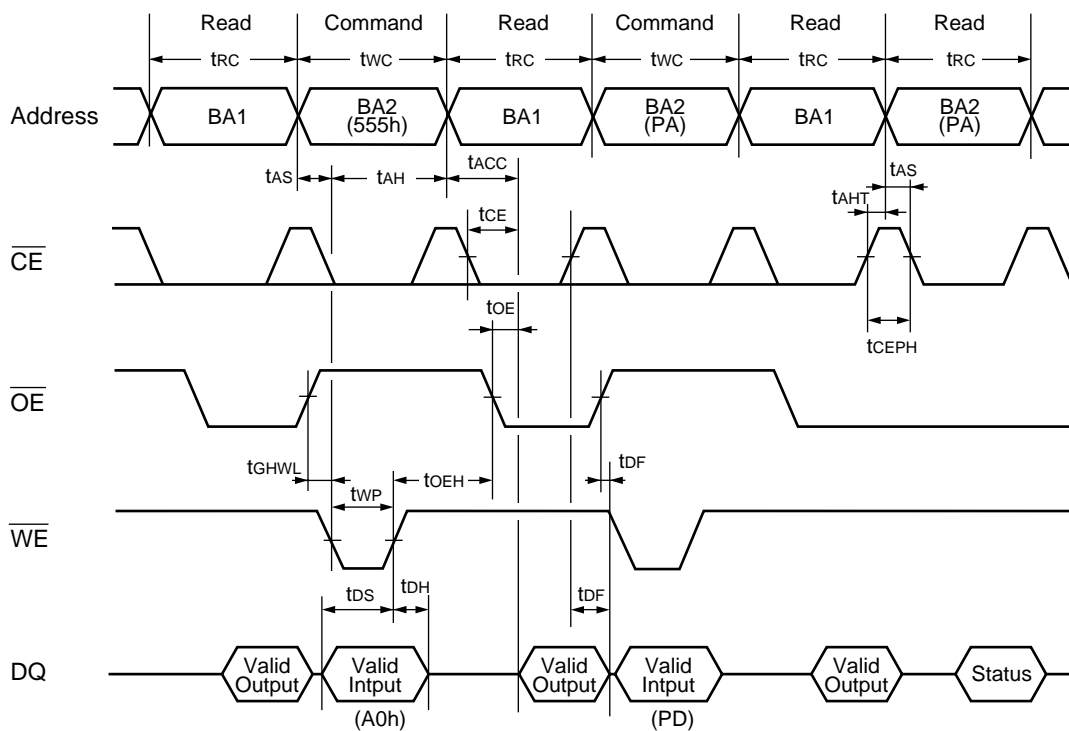 Read Command Read Command Read Read
tRC tWC tRC tWC tRC tRC
Address BA1 BA2 (555h) BA1 BA2 (PA) BA1 BA2 (PA)
tAS tAH tACC tAS
tAHT
tCE
CE
tOE
tCEPH
OE
tGHWL tWP tOEH tDF
WE
tDS tDH tDF
DQ Valid Output Valid Intput Valid Output Valid Intput Valid Output Status
(A0h) (PD)